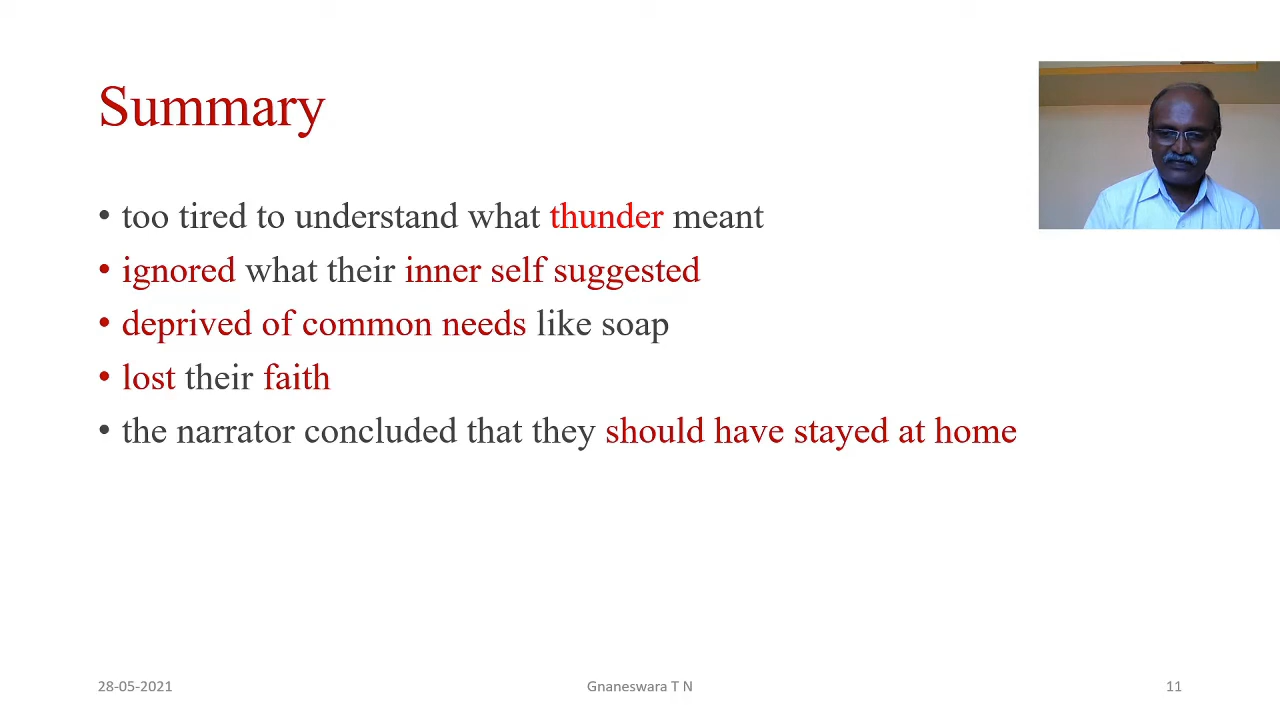 Summary
• too tired to understand what thunder meant
• ignored what their inner self suggested
• deprived of common needs like soap
• lost their faith
• the narrator concluded that they should have stayed at home
28-05-2021
Gnaneswara T N
11